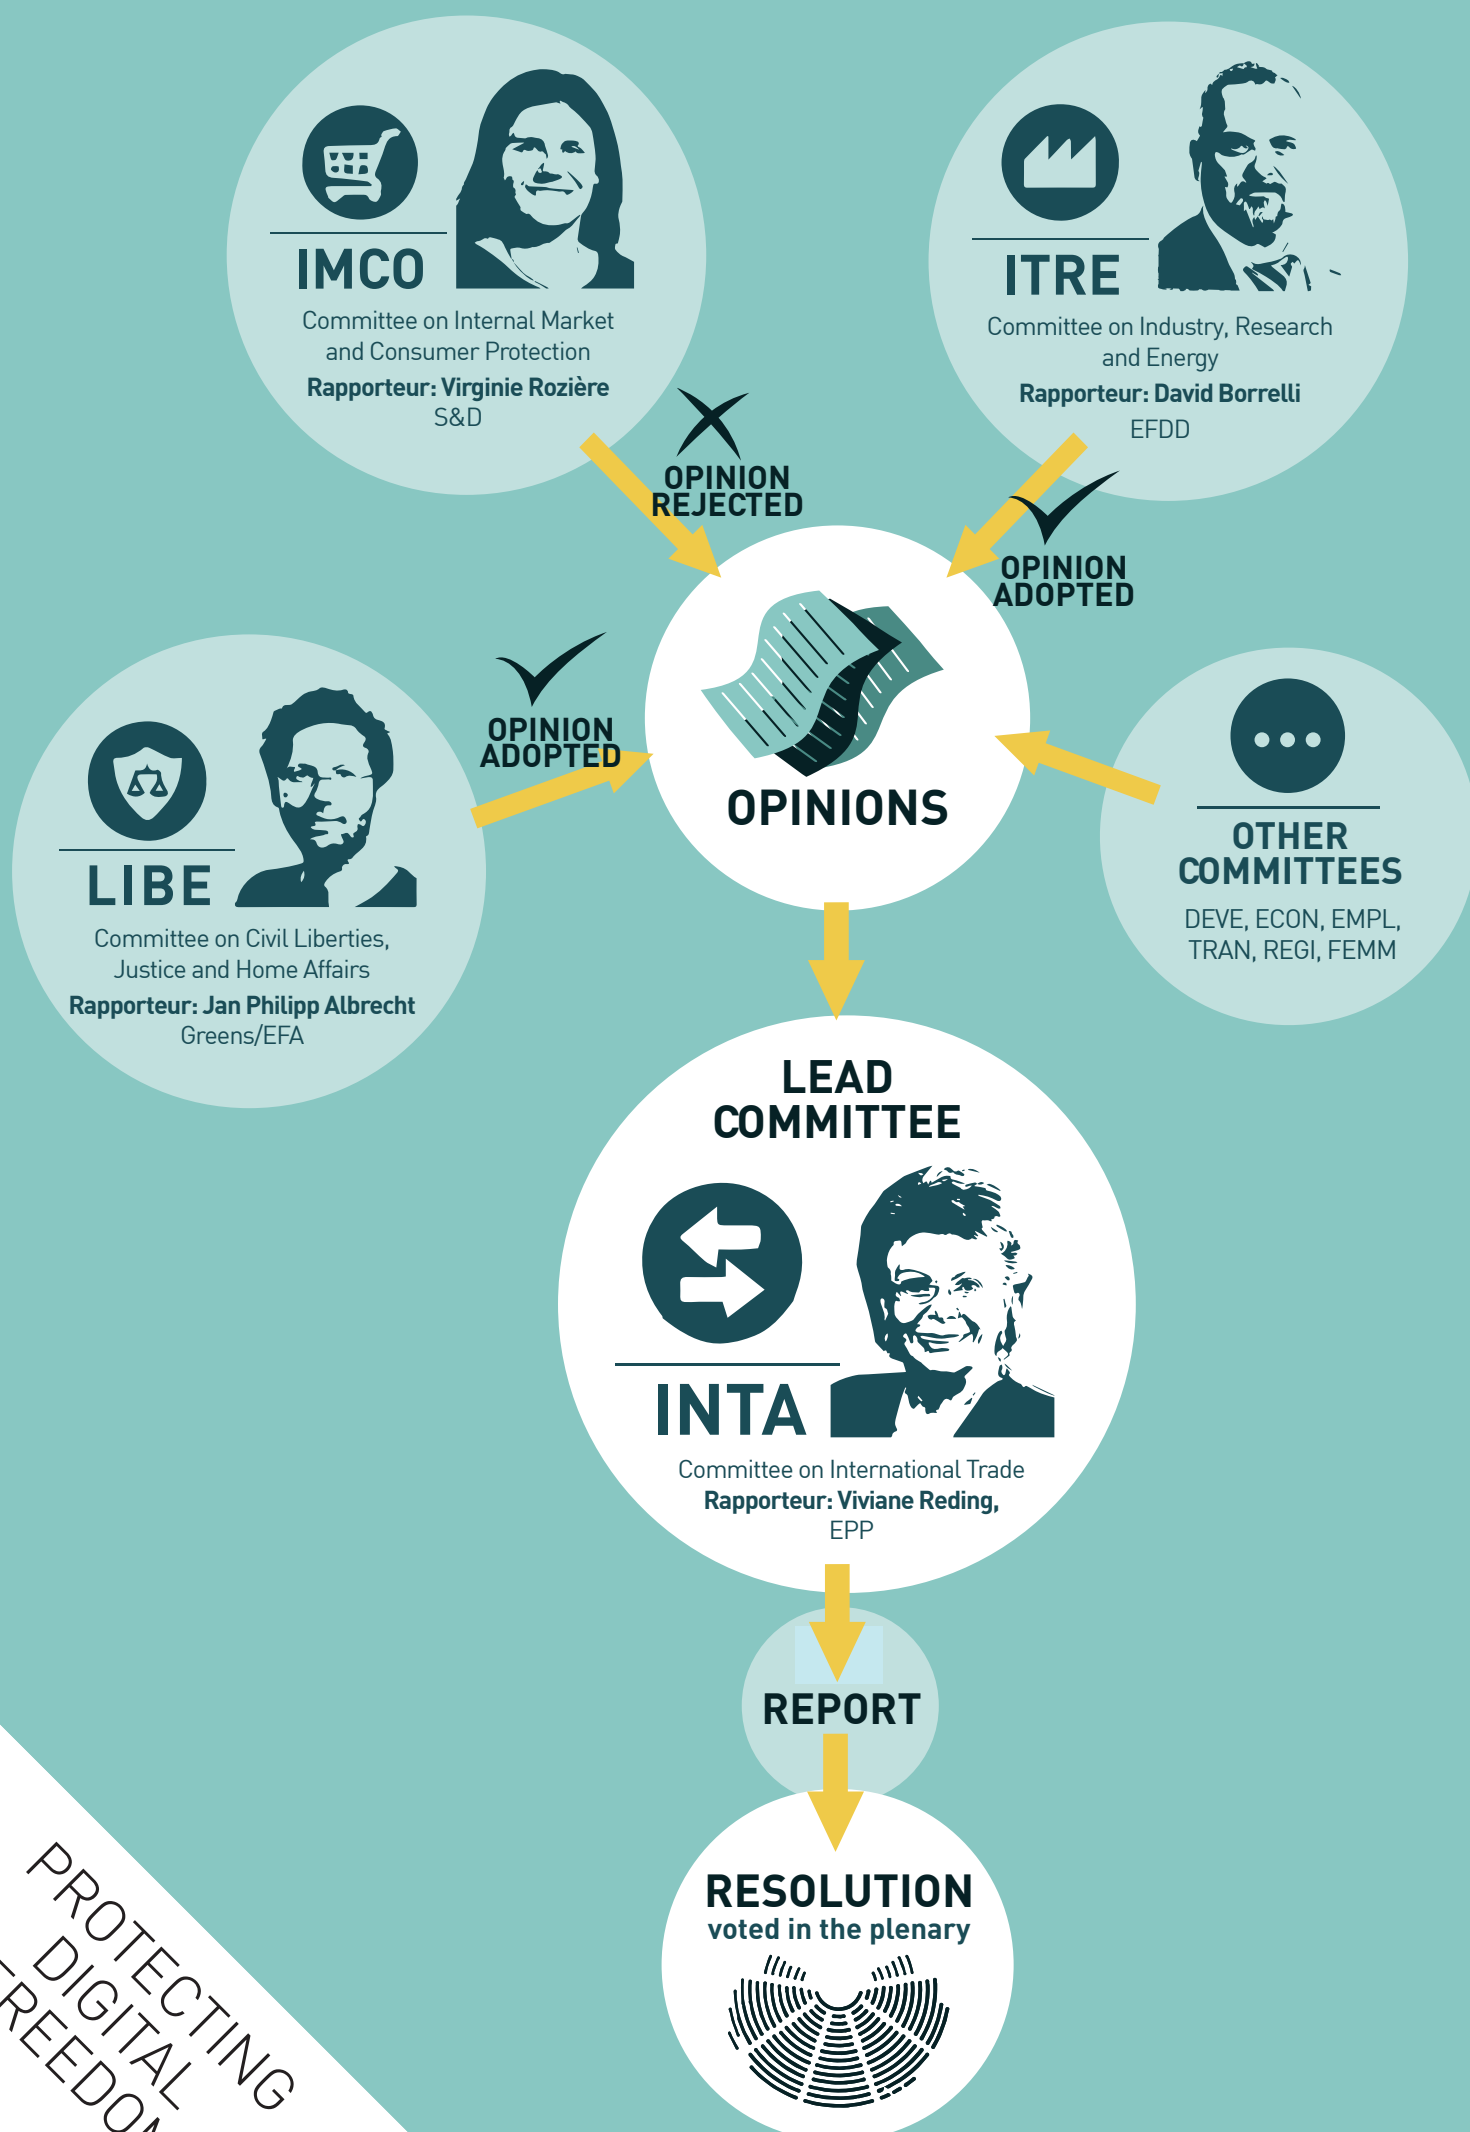 IMCO
Committee on Internal Market
and Consumer Protection
Rapporteur: Virginie Rozière
S&D
ITRE
Committee on Industry, Research
and Energy
Rapporteur: David Borrelli
EFDD
OPINION
REJECTED
OPINION
ADOPTED
OPINION
ADOPTED
LIBE
Committee on Civil Liberties,
Justice and Home Affairs
Rapporteur: Jan Philipp Albrecht
Greens/EFA
OPINIONS
OTHER
COMMITTEES
DEVE, ECON, EMPL,
TRAN, REGI, FEMM
LEAD
COMMITTEE
INTA
Committee on International Trade
Rapporteur: Viviane Reding,
EPP
REPORT
RESOLUTION
voted in the plenary
PROTECTING
DIGITAL